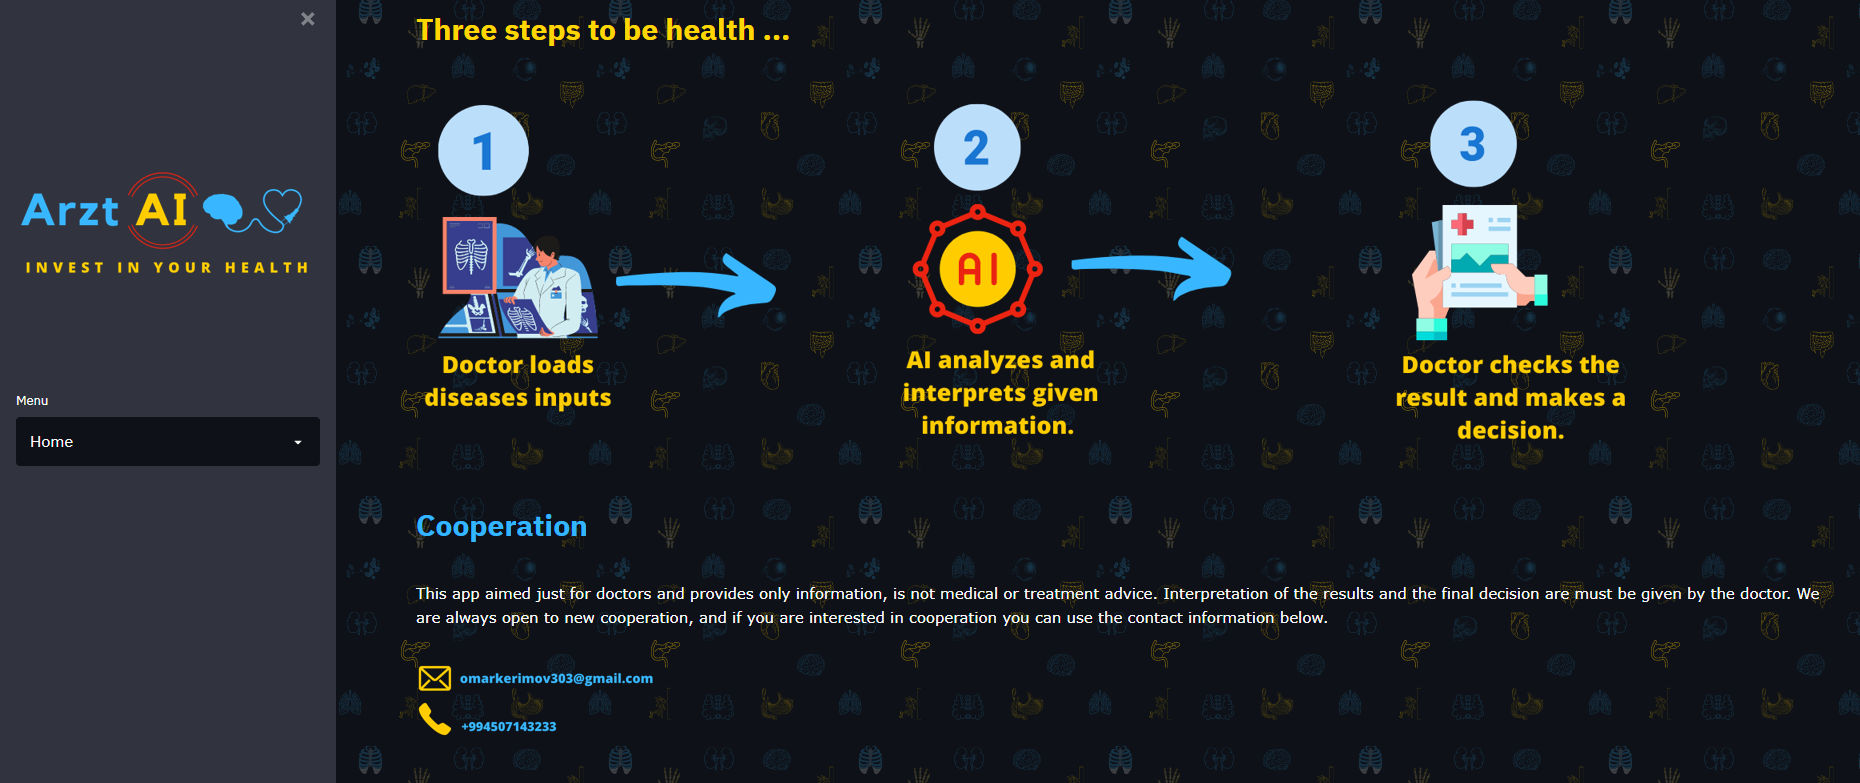 ×
Arzt AI
INVEST IN YOUR HEALTH
Menu
Home
Three steps to be health ...
1
Doctor loads
diseases inputs
2
AI
AI analyzes and
interprets given
information.
3
Doctor checks the
result and makes a
decision.
Cooperation
This app aimed just for doctors and provides only information, is not medical or treatment advice. Interpretation of the results and the final decision are must be given by the doctor. We
are always open to new cooperation, and if you are interested in cooperation you can use the contact information below.
omarkerimov303@gmail.com
+994507143233